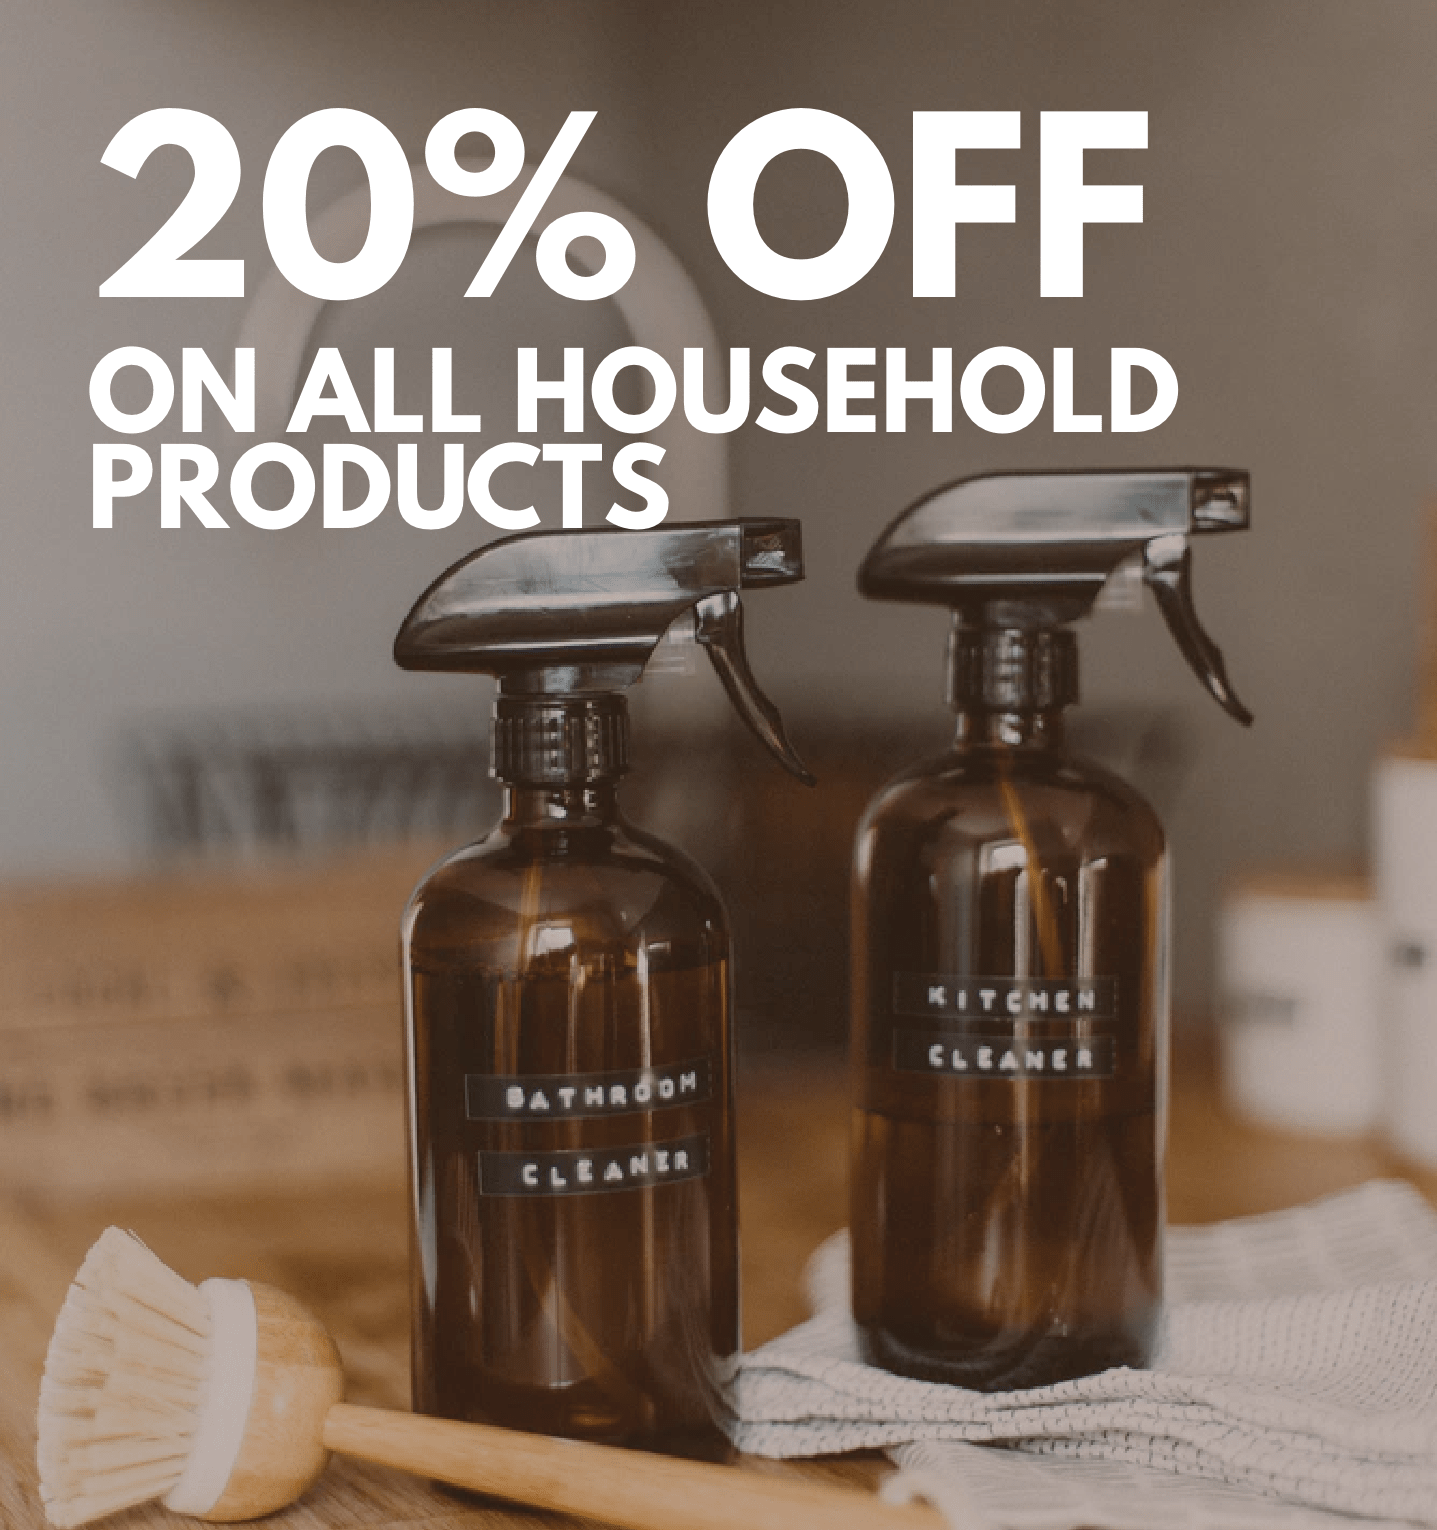 20% OFF
ON ALL HOUSEHOLD
PRODUCTS
KITCHEN
CLEANER
BATHROOM
CLEANER